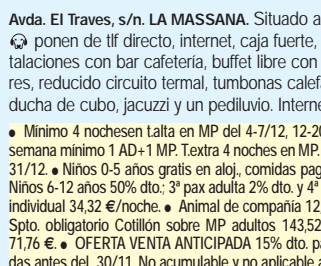 Avda. El Traves, s/n. LA MASSANA. Situado a
ponen de tlf directo, internet, caja fuerte,
talaciones con bar cafetería, buffet libre con
res, reducido circuito termal, tumbonas calef
ducha de cubo, jacuzzi y un pediluvio. Interne
● Mínimo 4 nochesen t.alta en MP del 4-7/12, 12-20
semana mínimo 1 AD+1 MP. T.extra 4 noches en MP.
31/12. ● Niños 0-5 años gratis en aloj., comidas pag
Niños 6-12 años 50% dto.; 3ª pax adulta 2% dto. y 4ª
individual 34,32 €/noche. ● Animal de compañía 12,
Spto. obligatorio Cotillón sobre MP adultos 143,52
71,76 €. ● OFERTA VENTA ANTICIPADA 15% dto. pa
das antes del 30/11. No acumulable y no aplicable a